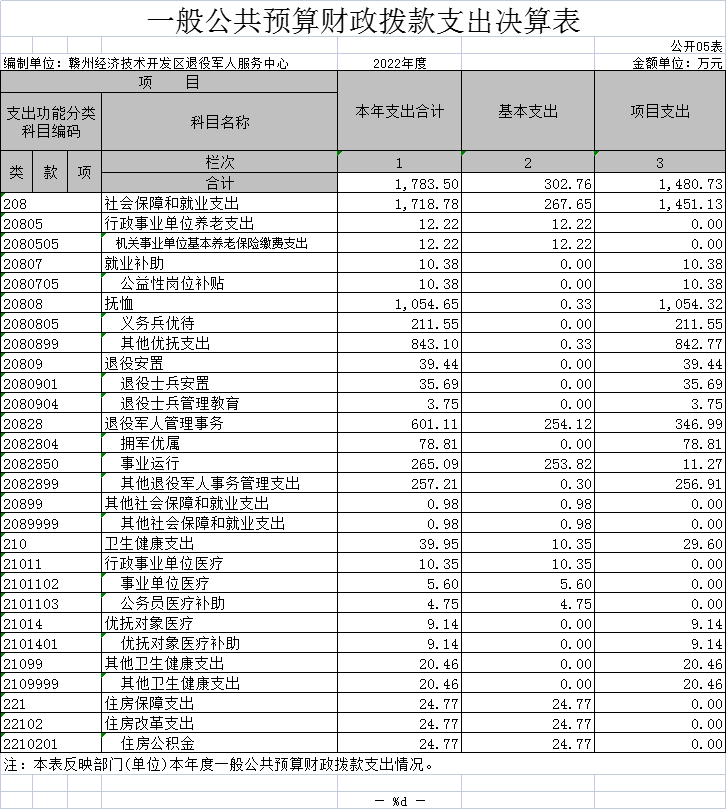 一般公共预算财政拨款支出决算表
公开05表
编制单位：赣州经济技术开发区退役军人服务中心 2022年度 金额单位：万元
项 目 本年支出合计 基本支出 项目支出
支出功能分类科目编码 科目名称
类 款 项 栏次 1 2 3
合计 1,783.50 302.76 1,480.73
208 社会保障和就业支出 1,718.78 267.65 1,451.13
20805 行政事业单位养老支出 12.22 12.22 0.00
2080505 机关事业单位基本养老保险缴费支出 12.22 12.22 0.00
20807 就业补助 10.38 0.00 10.38
2080705 公益性岗位补贴 10.38 0.00 10.38
20808 抚恤 1,054.65 0.33 1,054.32
2080805 义务兵优待 211.55 0.00 211.55
2080899 其他优抚支出 843.10 0.33 842.77
20809 退役安置 39.44 0.00 39.44
2080901 退役士兵安置 35.69 0.00 35.69
2080904 退役士兵管理教育 3.75 0.00 3.75
20828 退役军人管理事务 601.11 254.12 346.99
2082804 拥军优属 78.81 0.00 78.81
2082850 事业运行 265.09 253.82 11.27
2082899 其他退役军人事务管理支出 257.21 0.30 256.91
20899 其他社会保障和就业支出 0.98 0.98 0.00
2089999 其他社会保障和就业支出 0.98 0.98 0.00
210 卫生健康支出 39.95 10.35 29.60
21011 行政事业单位医疗 10.35 10.35 0.00
2101102 事业单位医疗 5.60 5.60 0.00
2101103 公务员医疗补助 4.75 4.75 0.00
21014 优抚对象医疗 9.14 0.00 9.14
2101401 优抚对象医疗补助 9.14 0.00 9.14
21099 其他卫生健康支出 20.46 0.00 20.46
2109999 其他卫生健康支出 20.46 0.00 20.46
221 住房保障支出 24.77 24.77 0.00
22102 住房改革支出 24.77 24.77 0.00
2210201 住房公积金 24.77 24.77 0.00
注：本表反映部门(单位)本年度一般公共预算财政拨款支出情况。
— %d —